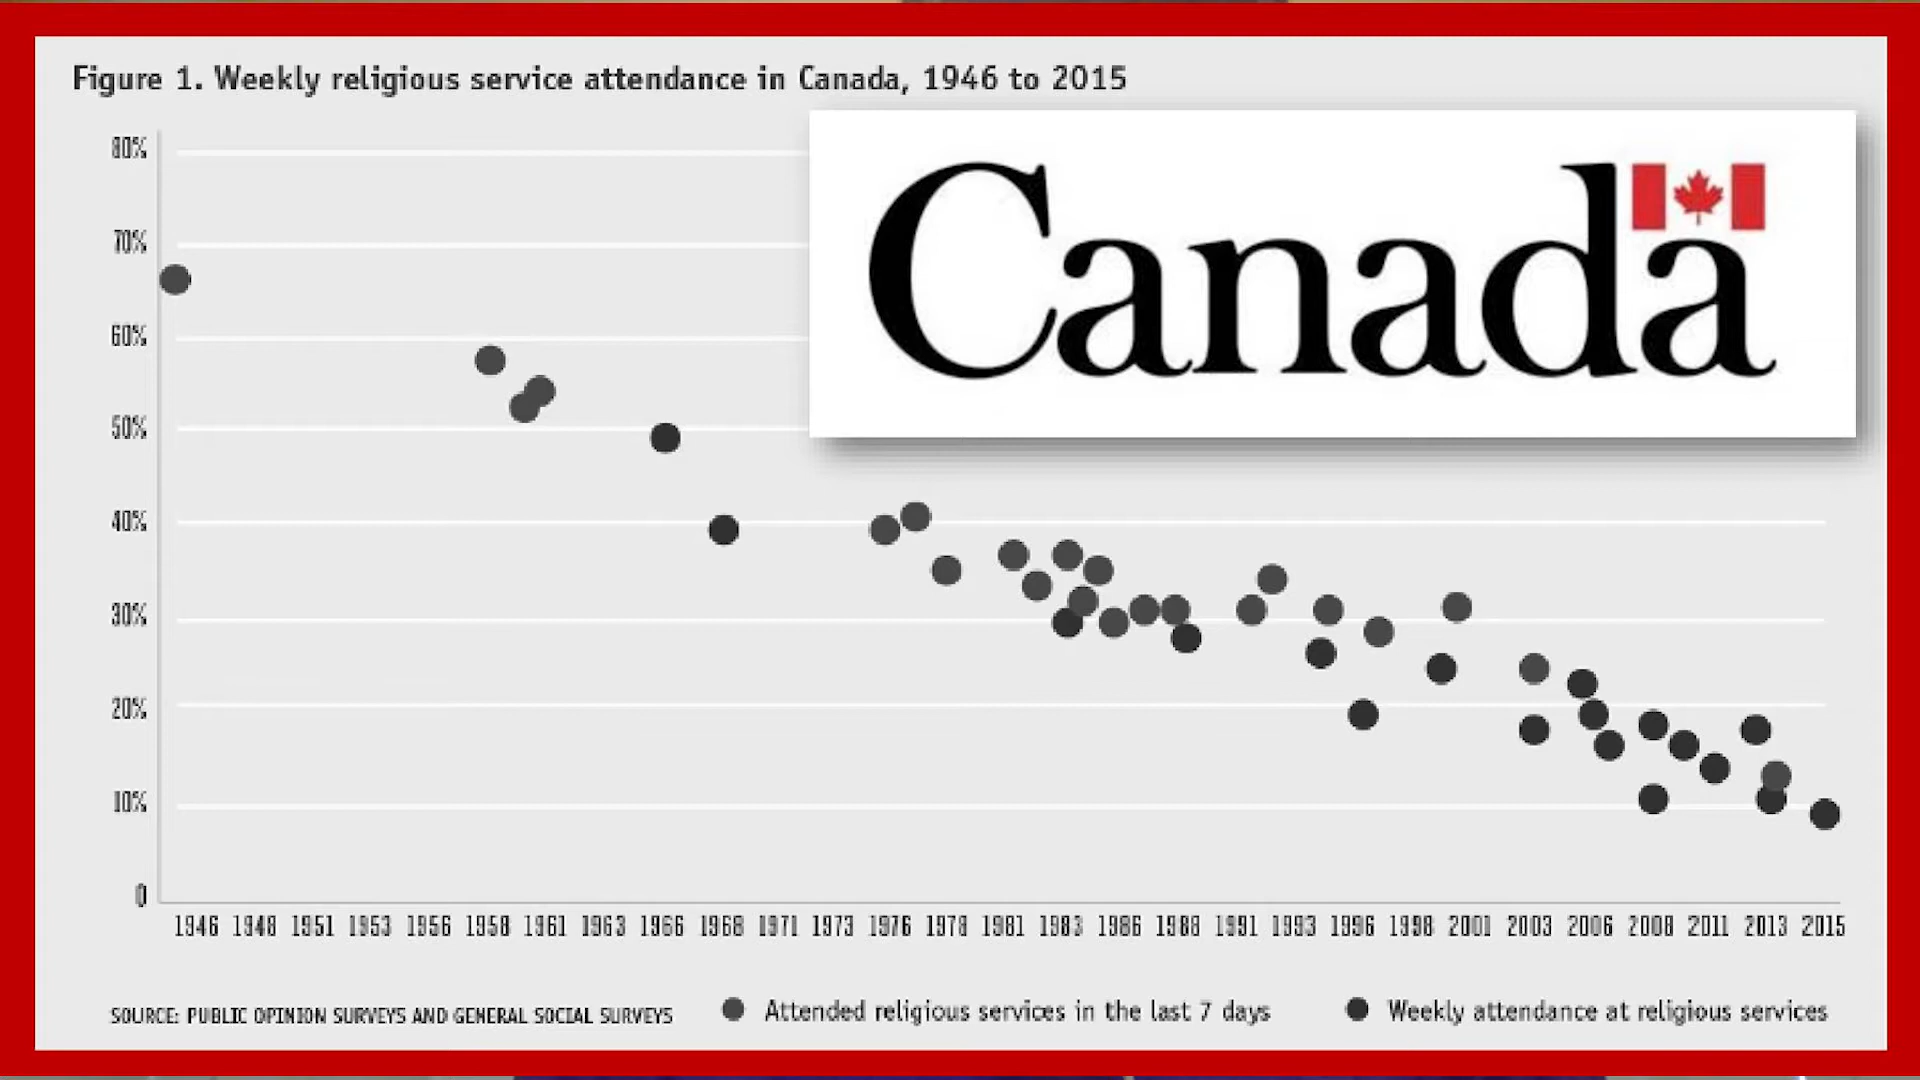 Figure 1. Weekly religious service attendance in Canada, 1946 to 2015
Canada
80%
70%
60%
50%
40%
30%
20%
10%
0
1946 1948 1951 1953 1956 1958 1961 1963 1966 1968 1971 1973 1976 1978 1981 1983 1986 1988 1991 1993 1996 1998 2001 2003 2006 2008 2011 2013 2015
SOURCE: PUBLIC OPINION SURVEYS AND GENERAL SOCIAL SURVEYS
Attended religious services in the last 7 days
Weekly attendance at religious services